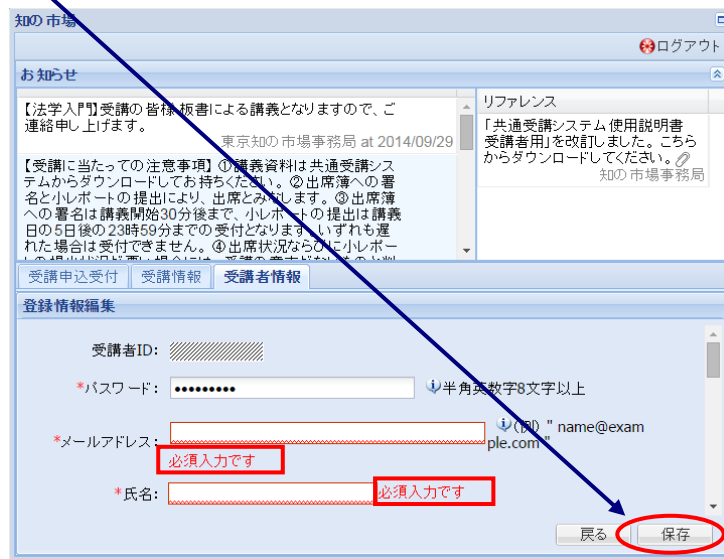 知の市場
ログアウト
お知らせ
【法学入門】受講の皆様 板書による講義となりますので、ご
連絡申し上げます。
東京知の市場事務局 at 2014/09/29
【受講に当たっての注意事項】①講義資料は共通受講シス
テムからダウンロードしてお持ちください。②出席簿への署
名と小レポートの提出により、出席とみなします。③出席簿
への署名は講義開始30分後まで、小レポートの提出は講義
日の5日後の23時59分までの受付となります。いずれも遅
れた場合は受付できません。④出席状況ならびに小レポー
リファレンス
「共通受講システム使用説明書
受講者用」を改訂しました。こちら
からダウンロードしてください。
知の市場事務局
受講申込受付 受講情報 受講者情報
登録情報編集
受講者ID:
*パスワード: ••••••••• 半角英数字8文字以上
*メールアドレス: (例) " name@exam
ple.com "
必須入力です
*氏名: 必須入力です
戻る 保存